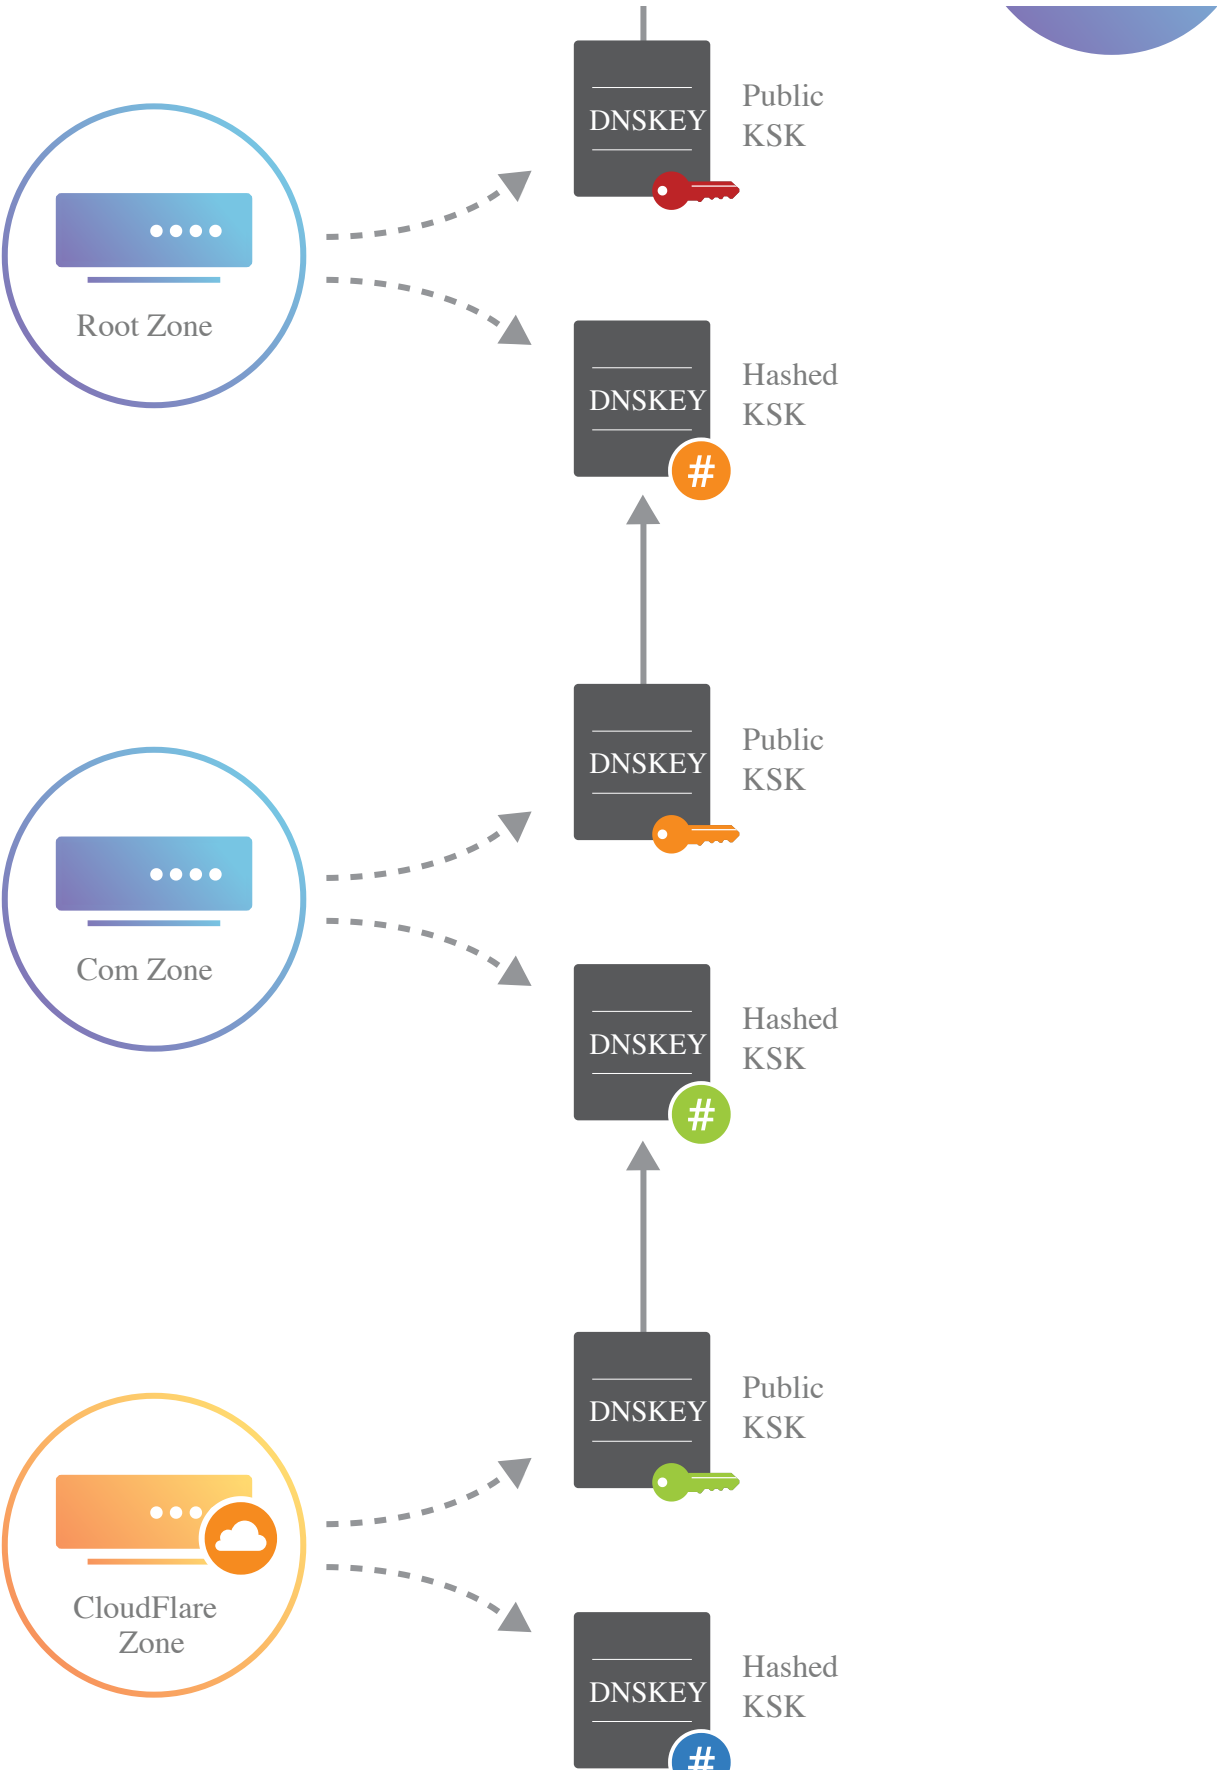 DNSKEY
Public
KSK
Root Zone
DNSKEY
Hashed
KSK
#
DNSKEY
Public
KSK
Com Zone
DNSKEY
Hashed
KSK
#
DNSKEY
Public
KSK
CloudFlare
Zone
DNSKEY
Hashed
KSK
#